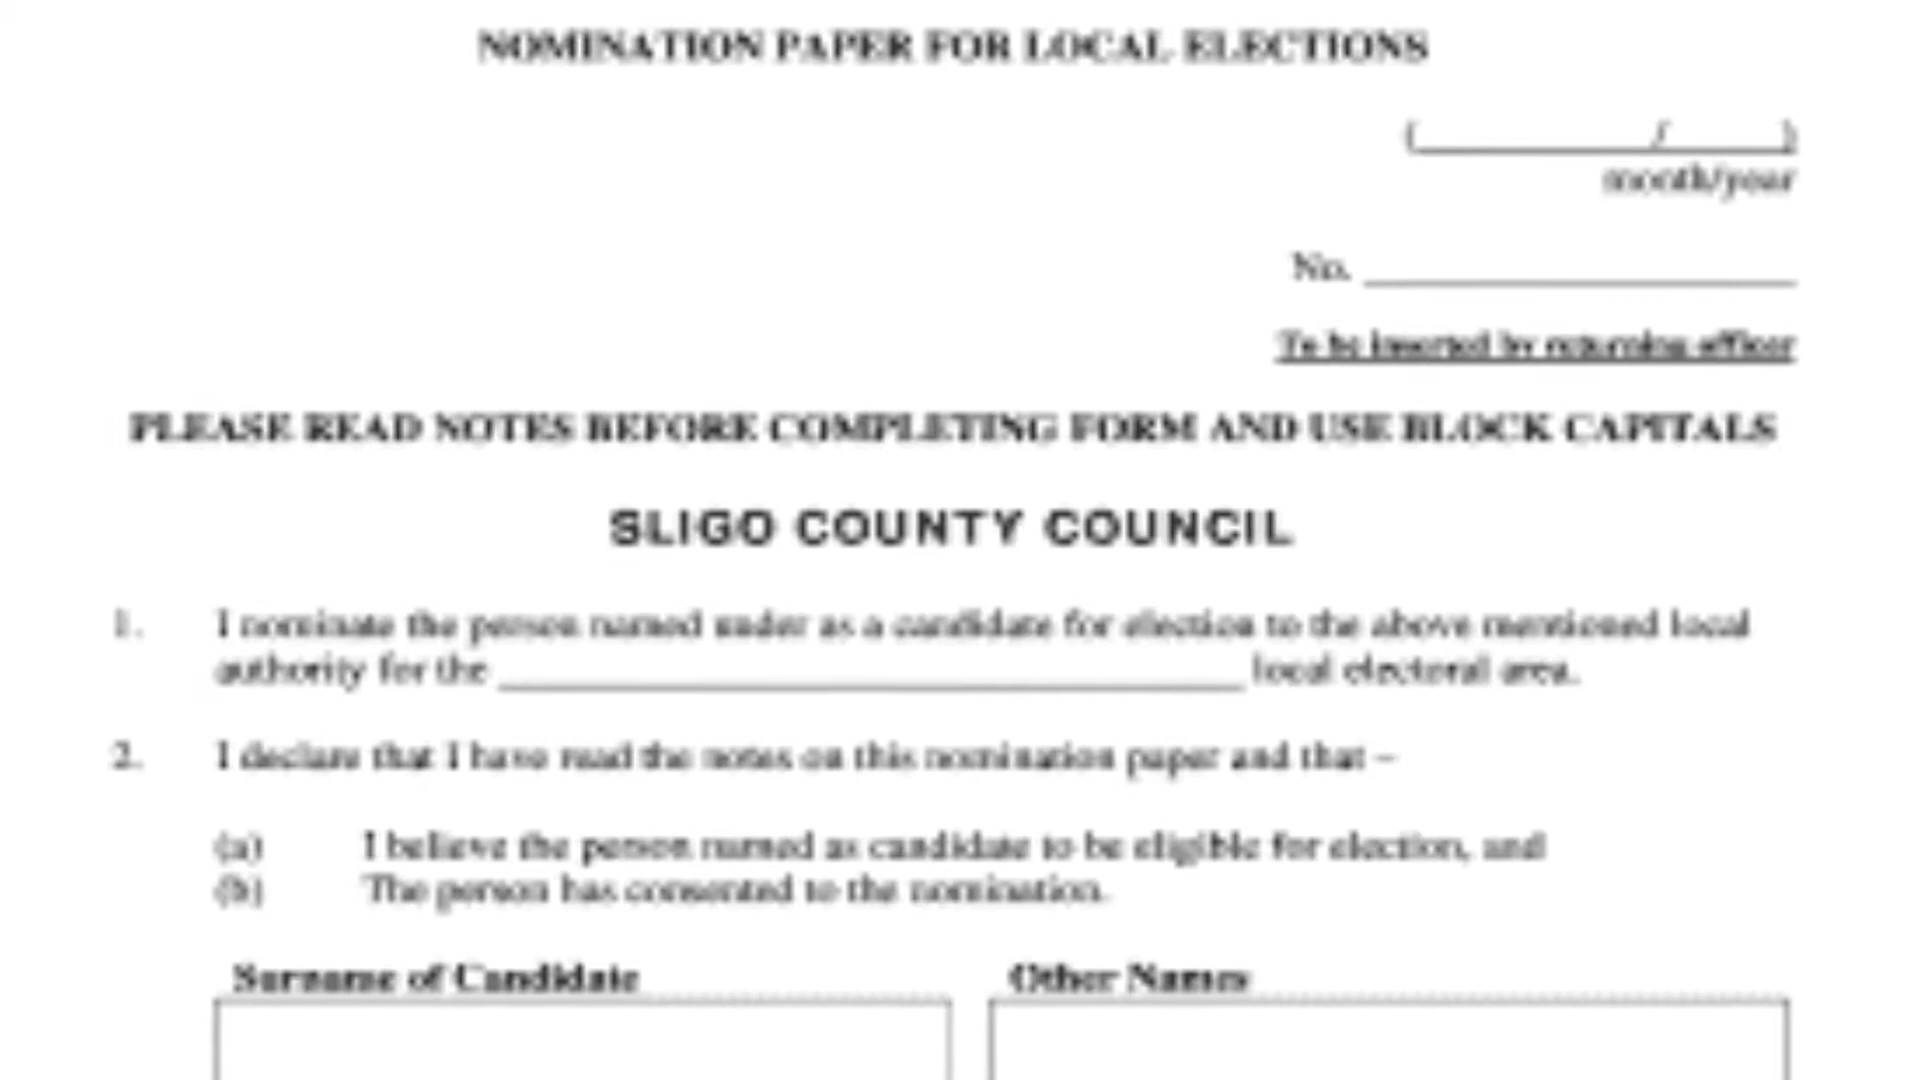 NOMINATION PAPER FOR LOCAL ELECTIONS
(____________/______)
month/year
No. ____________________
To be inserted by returning officer
PLEASE READ NOTES BEFORE COMPLETING FORM AND USE BLOCK CAPITALS
SLIGO COUNTY COUNCIL
1. I nominate the person named under as a candidate for election to the above mentioned local
authority for the ______________________________ local electoral area.
2. I declare that I have read the notes on this nomination paper and that –
(a) I believe the person named as candidate to be eligible for election, and
(b) The person has consented to the nomination.
Surname of Candidate Other Names